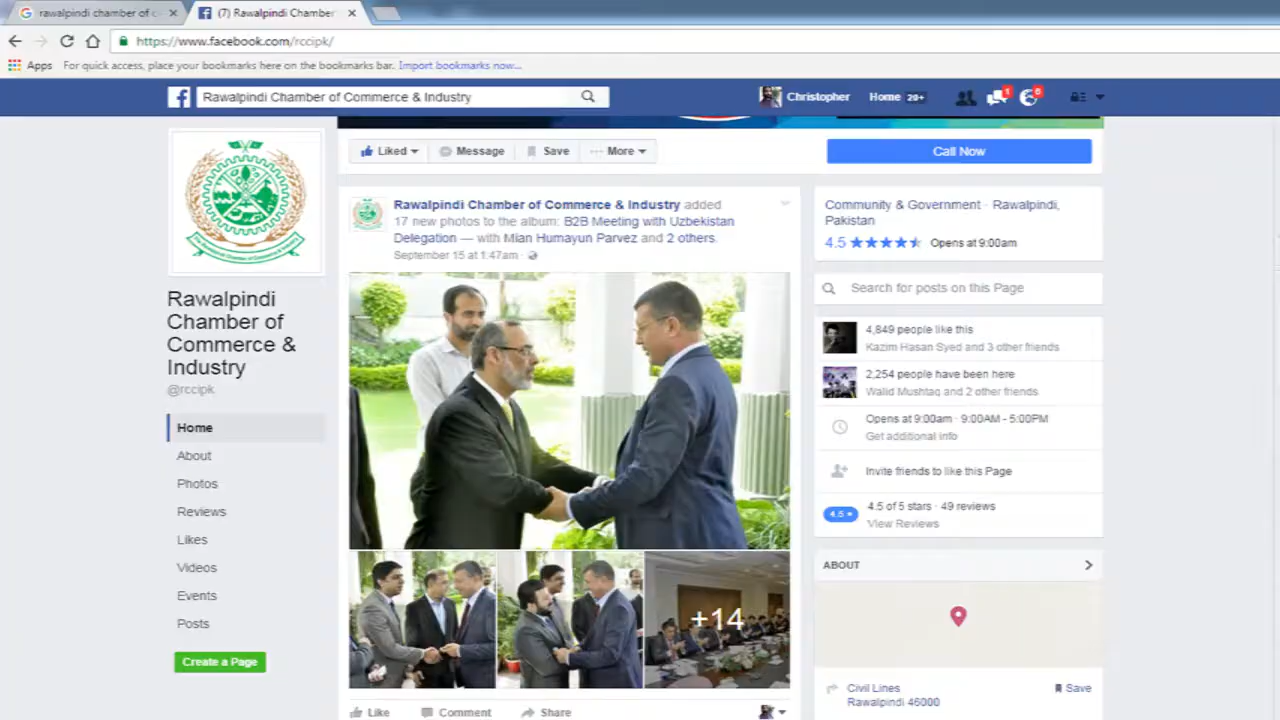 rawalpindi chamber of c
(7) Rawalpindi Chamber
https://www.facebook.com/rccipk/
Apps For quick access, place your bookmarks here on the bookmarks bar. Import bookmarks now...
Rawalpindi Chamber of Commerce & Industry
Christopher Home 20+
Liked Message Save More
Call Now
Rawalpindi Chamber of Commerce & Industry added
17 new photos to the album: B2B Meeting with Uzbekistan
Delegation — with Mian Humayun Parvez and 2 others.
September 15 at 1:47am
+14
Like Comment Share
Rawalpindi
Chamber of
Commerce &
Industry
@rccipk
Home
About
Photos
Reviews
Likes
Videos
Events
Posts
Create a Page
Community & Government · Rawalpindi,
Pakistan
4.5 Opens at 9:00am
Search for posts on this Page
4,849 people like this
Kazim Hasan Syed and 3 other friends
2,254 people have been here
Walid Mushtaq and 2 other friends
Opens at 9:00am · 9:00AM - 5:00PM
Get additional info
Invite friends to like this Page
4.5 of 5 stars · 49 reviews
View Reviews
ABOUT
Civil Lines Save
Rawalpindi 46000